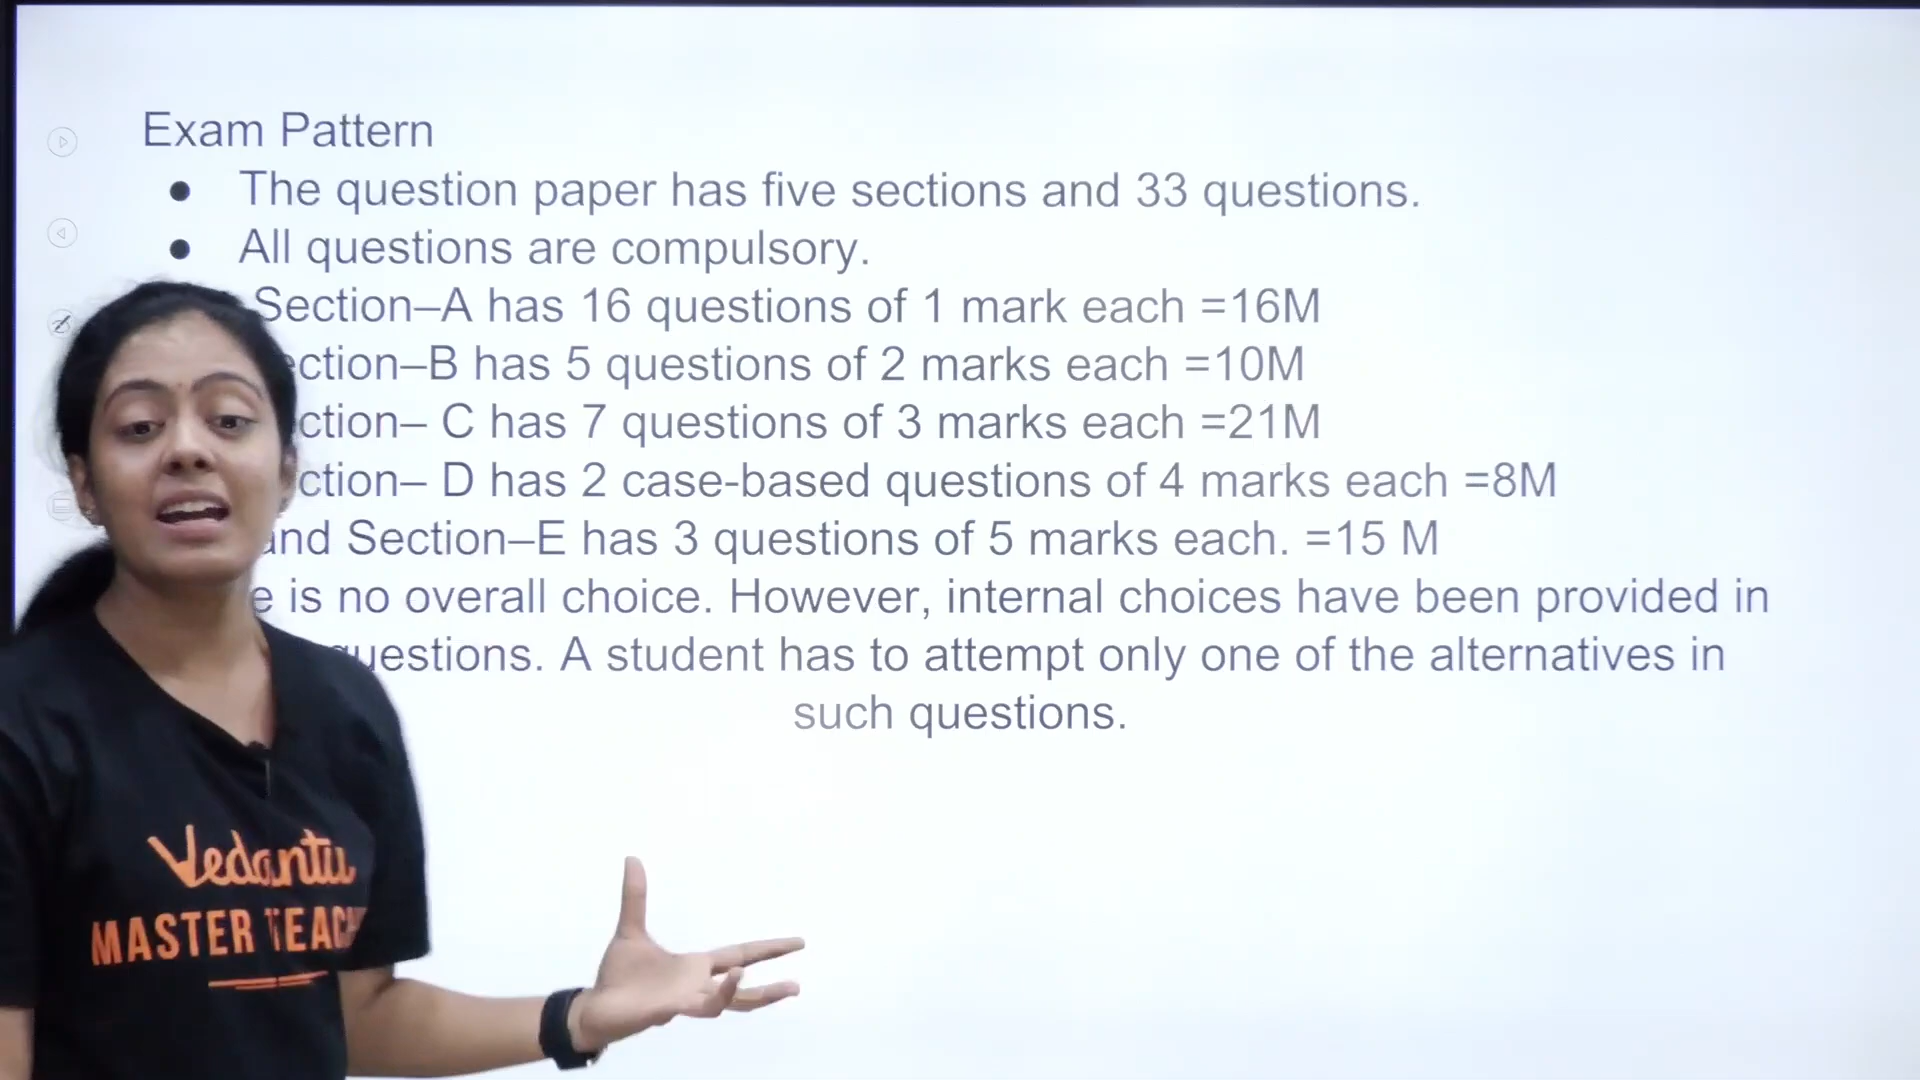 Exam Pattern
● The question paper has five sections and 33 questions.
● All questions are compulsory.
Section–A has 16 questions of 1 mark each =16M
ction–B has 5 questions of 2 marks each =10M
ction– C has 7 questions of 3 marks each =21M
ction– D has 2 case-based questions of 4 marks each =8M
and Section–E has 3 questions of 5 marks each. =15 M
e is no overall choice. However, internal choices have been provided in
questions. A student has to attempt only one of the alternatives in
such questions.
Vedantu
MASTER TEAC